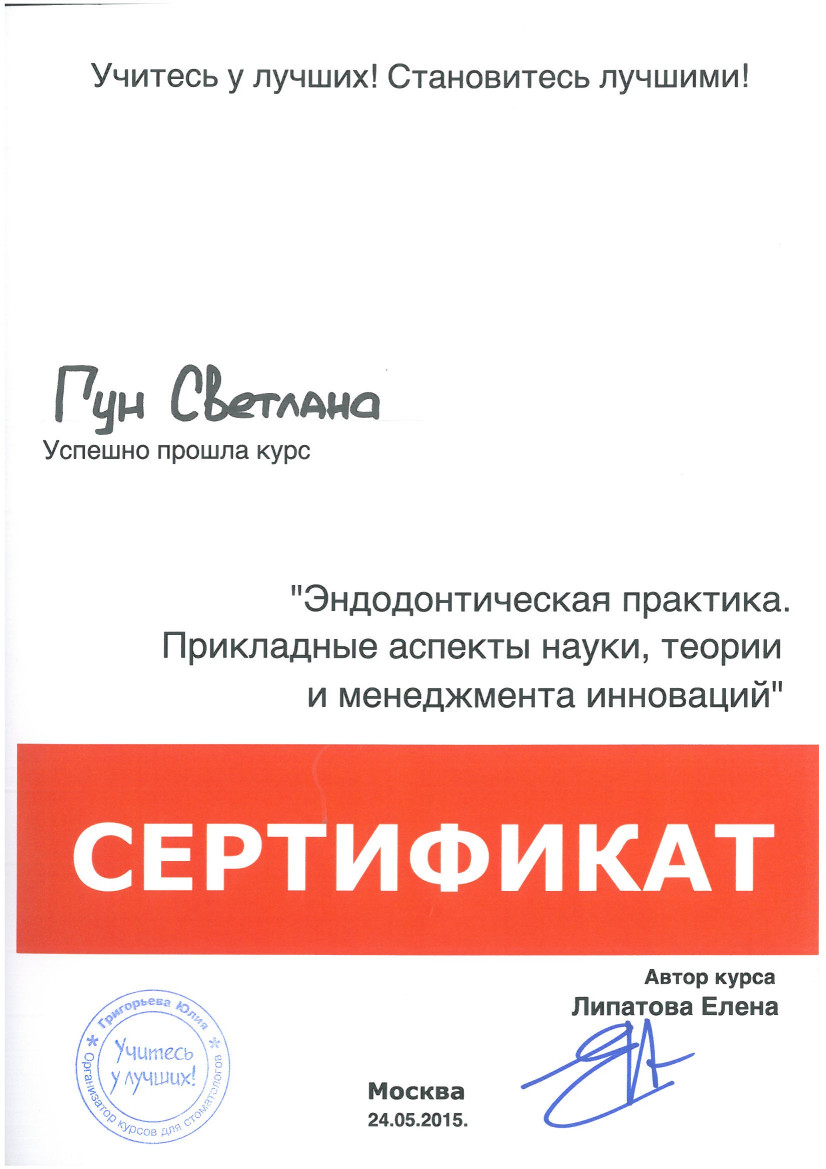 Учитесь у лучших! Становитесь лучшими!
Гун Светлана
Успешно прошла курс
"Эндодонтическая практика.
Прикладные аспекты науки, теории
и менеджмента инноваций"
СЕРТИФИКАТ
Автор курса
Липатова Елена
Григорьева Юлия
* Организатор курсов для стоматологов *
Учитесь
у лучших!
Москва
24.05.2015.